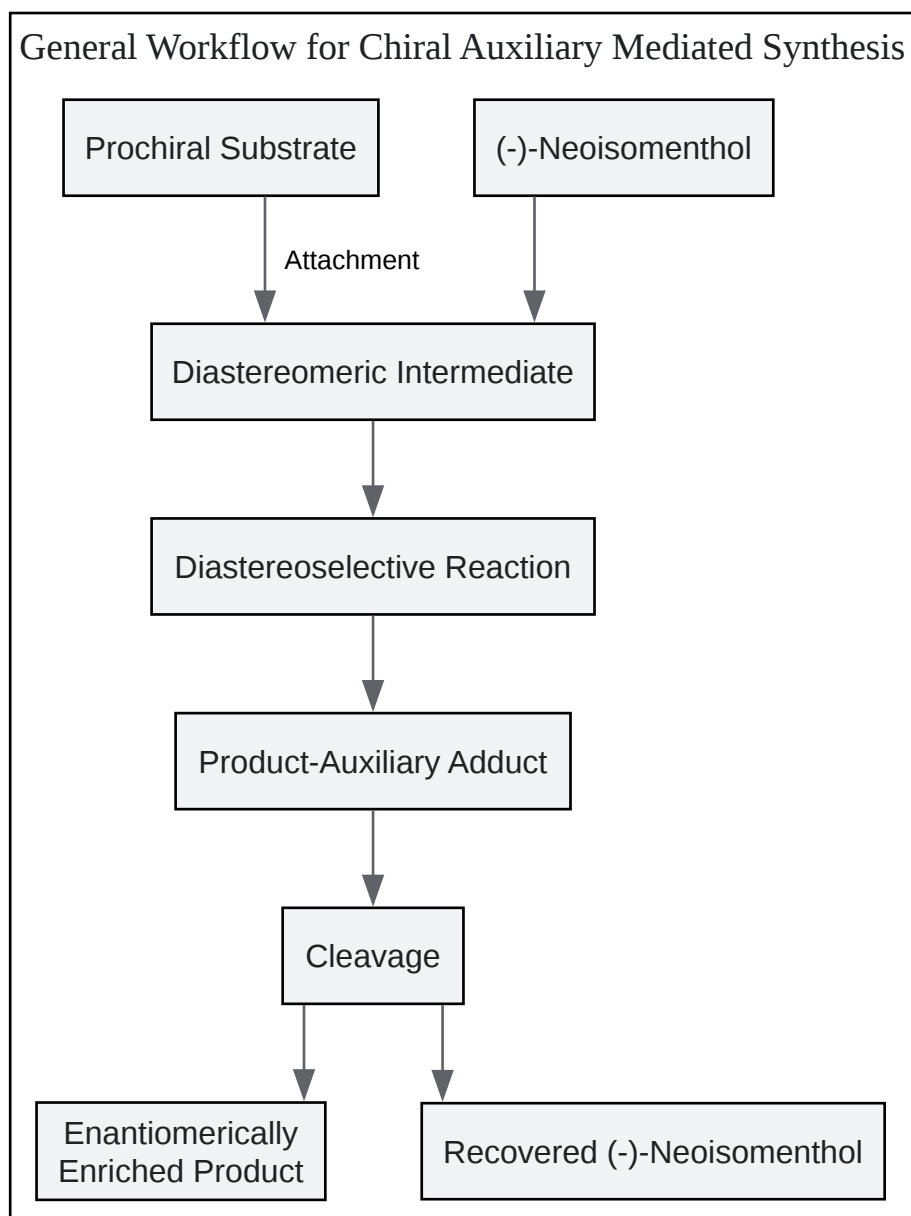 General Workflow for Chiral Auxiliary Mediated Synthesis
Prochiral Substrate
(-)-Neoisomenthol
Attachment
Diastereomeric Intermediate
Diastereoselective Reaction
Product-Auxiliary Adduct
Cleavage
Enantiomerically
Enriched Product
Recovered (-)-Neoisomenthol